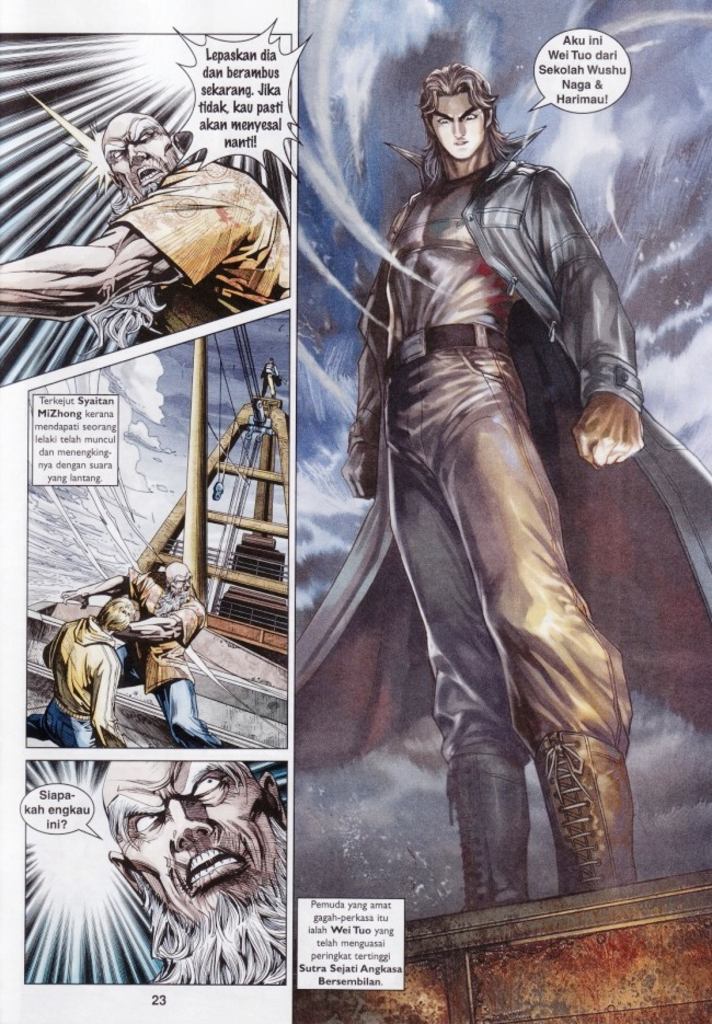 Lepaskan dia
dan berambus
sekarang. Jika
tidak, kau pasti
akan menyesal
nanti!
Terkejut Syaitan
MiZhong kerana
mendapati seorang
lelaki telah muncul
dan menengking-
nya dengan suara
yang lantang.
Siapa-
kah engkau
ini?
Aku ini
Wei Tuo dari
Sekolah Wushu
Naga &
Harimau!
Pemuda yang amat
gagah-perkasa itu
ialah Wei Tuo yang
telah menguasai
peringkat tertinggi
Sutra Sejati Angkasa
Bersembilan.
23